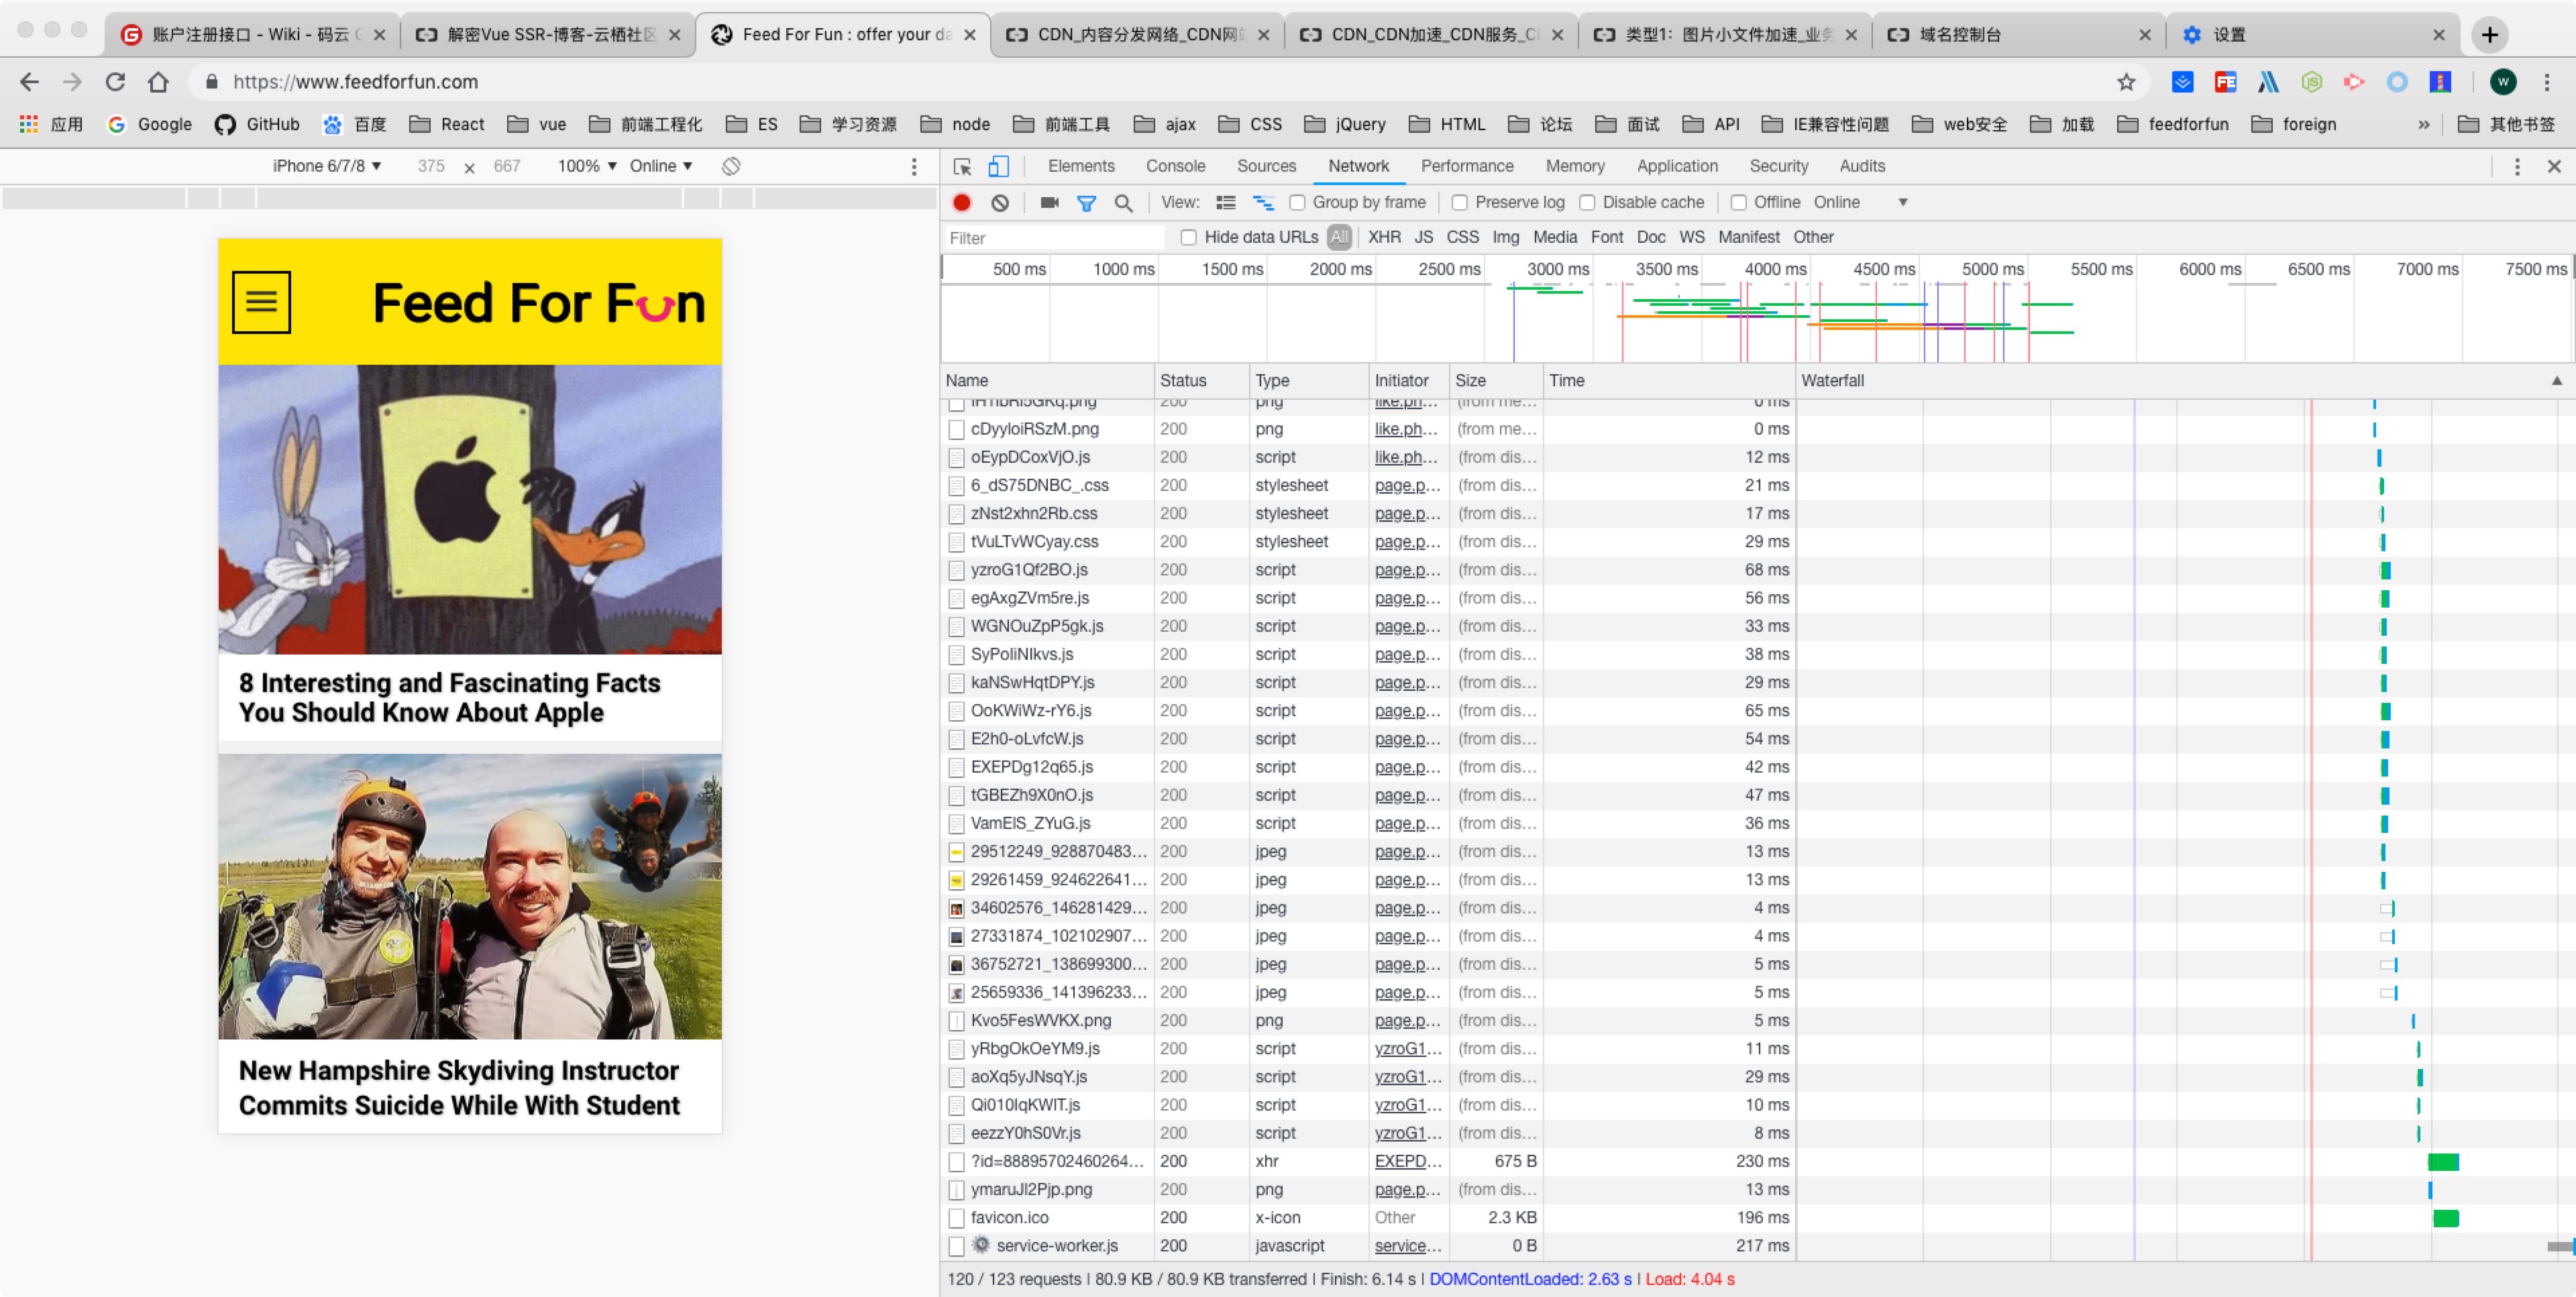 账户注册接口 - Wiki - 码云
解密Vue SSR-博客-云栖社区
Feed For Fun : offer your da
CDN_内容分发网络_CDN网
CDN_CDN加速_CDN服务_C
类型1：图片小文件加速_业务
域名控制台
设置
https://www.feedforfun.com
W
应用 Google GitHub 百度 React vue 前端工程化 ES 学习资源 node 前端工具 ajax CSS jQuery HTML 论坛 面试 API IE兼容性问题 web安全 加载 feedforfun foreign » 其他书签
iPhone 6/7/8 ▼ 375 x 667 100% ▼ Online ▼
Elements Console Sources Network Performance Memory Application Security Audits
View: Group by frame Preserve log Disable cache Offline Online ▼
Filter Hide data URLs All XHR JS CSS Img Media Font Doc WS Manifest Other
500 ms 1000 ms 1500 ms 2000 ms 2500 ms 3000 ms 3500 ms 4000 ms 4500 ms 5000 ms 5500 ms 6000 ms 6500 ms 7000 ms 7500 ms
Feed For Fun
8 Interesting and Fascinating Facts
You Should Know About Apple
New Hampshire Skydiving Instructor
Commits Suicide While With Student
Name Status Type Initiator Size Time Waterfall
200 png like.ph... (from me... 0 ms
cDyyloiRSzM.png 200 png like.ph... (from me... 0 ms
oEypDCoxVjO.js 200 script like.ph... (from dis... 12 ms
6_dS75DNBC_.css 200 stylesheet page.p... (from dis... 21 ms
zNst2xhn2Rb.css 200 stylesheet page.p... (from dis... 17 ms
tVuLTvWCyay.css 200 stylesheet page.p... (from dis... 29 ms
yzroG1Qf2BO.js 200 script page.p... (from dis... 68 ms
egAxgZVm5re.js 200 script page.p... (from dis... 56 ms
WGNOuZpP5gk.js 200 script page.p... (from dis... 33 ms
SyPoliNIkvs.js 200 script page.p... (from dis... 38 ms
kaNSwHqtDPY.js 200 script page.p... (from dis... 29 ms
OoKWiWz-rY6.js 200 script page.p... (from dis... 65 ms
E2h0-oLvfcW.js 200 script page.p... (from dis... 54 ms
EXEPDg12q65.js 200 script page.p... (from dis... 42 ms
tGBEZh9X0nO.js 200 script page.p... (from dis... 47 ms
VamElS_ZYuG.js 200 script page.p... (from dis... 36 ms
29512249_928870483... 200 jpeg page.p... (from dis... 13 ms
29261459_924622641... 200 jpeg page.p... (from dis... 13 ms
34602576_146281429... 200 jpeg page.p... (from dis... 4 ms
27331874_102102907... 200 jpeg page.p... (from dis... 4 ms
36752721_138699300... 200 jpeg page.p... (from dis... 5 ms
25659336_141396233... 200 jpeg page.p... (from dis... 5 ms
Kvo5FesWVKX.png 200 png page.p... (from dis... 5 ms
yRbgOkOeYM9.js 200 script yzroG1... (from dis... 11 ms
aoXq5yJNsqY.js 200 script yzroG1... (from dis... 29 ms
Qi010lqKWIT.js 200 script yzroG1... (from dis... 10 ms
eezzY0hS0Vr.js 200 script yzroG1... (from dis... 8 ms
?id=88895702460264... 200 xhr EXEPD... 675 B 230 ms
ymaruJl2Pjp.png 200 png page.p... (from dis... 13 ms
favicon.ico 200 x-icon Other 2.3 KB 196 ms
service-worker.js 200 javascript service... 0 B 217 ms
120 / 123 requests | 80.9 KB / 80.9 KB transferred | Finish: 6.14 s | DOMContentLoaded: 2.63 s | Load: 4.04 s